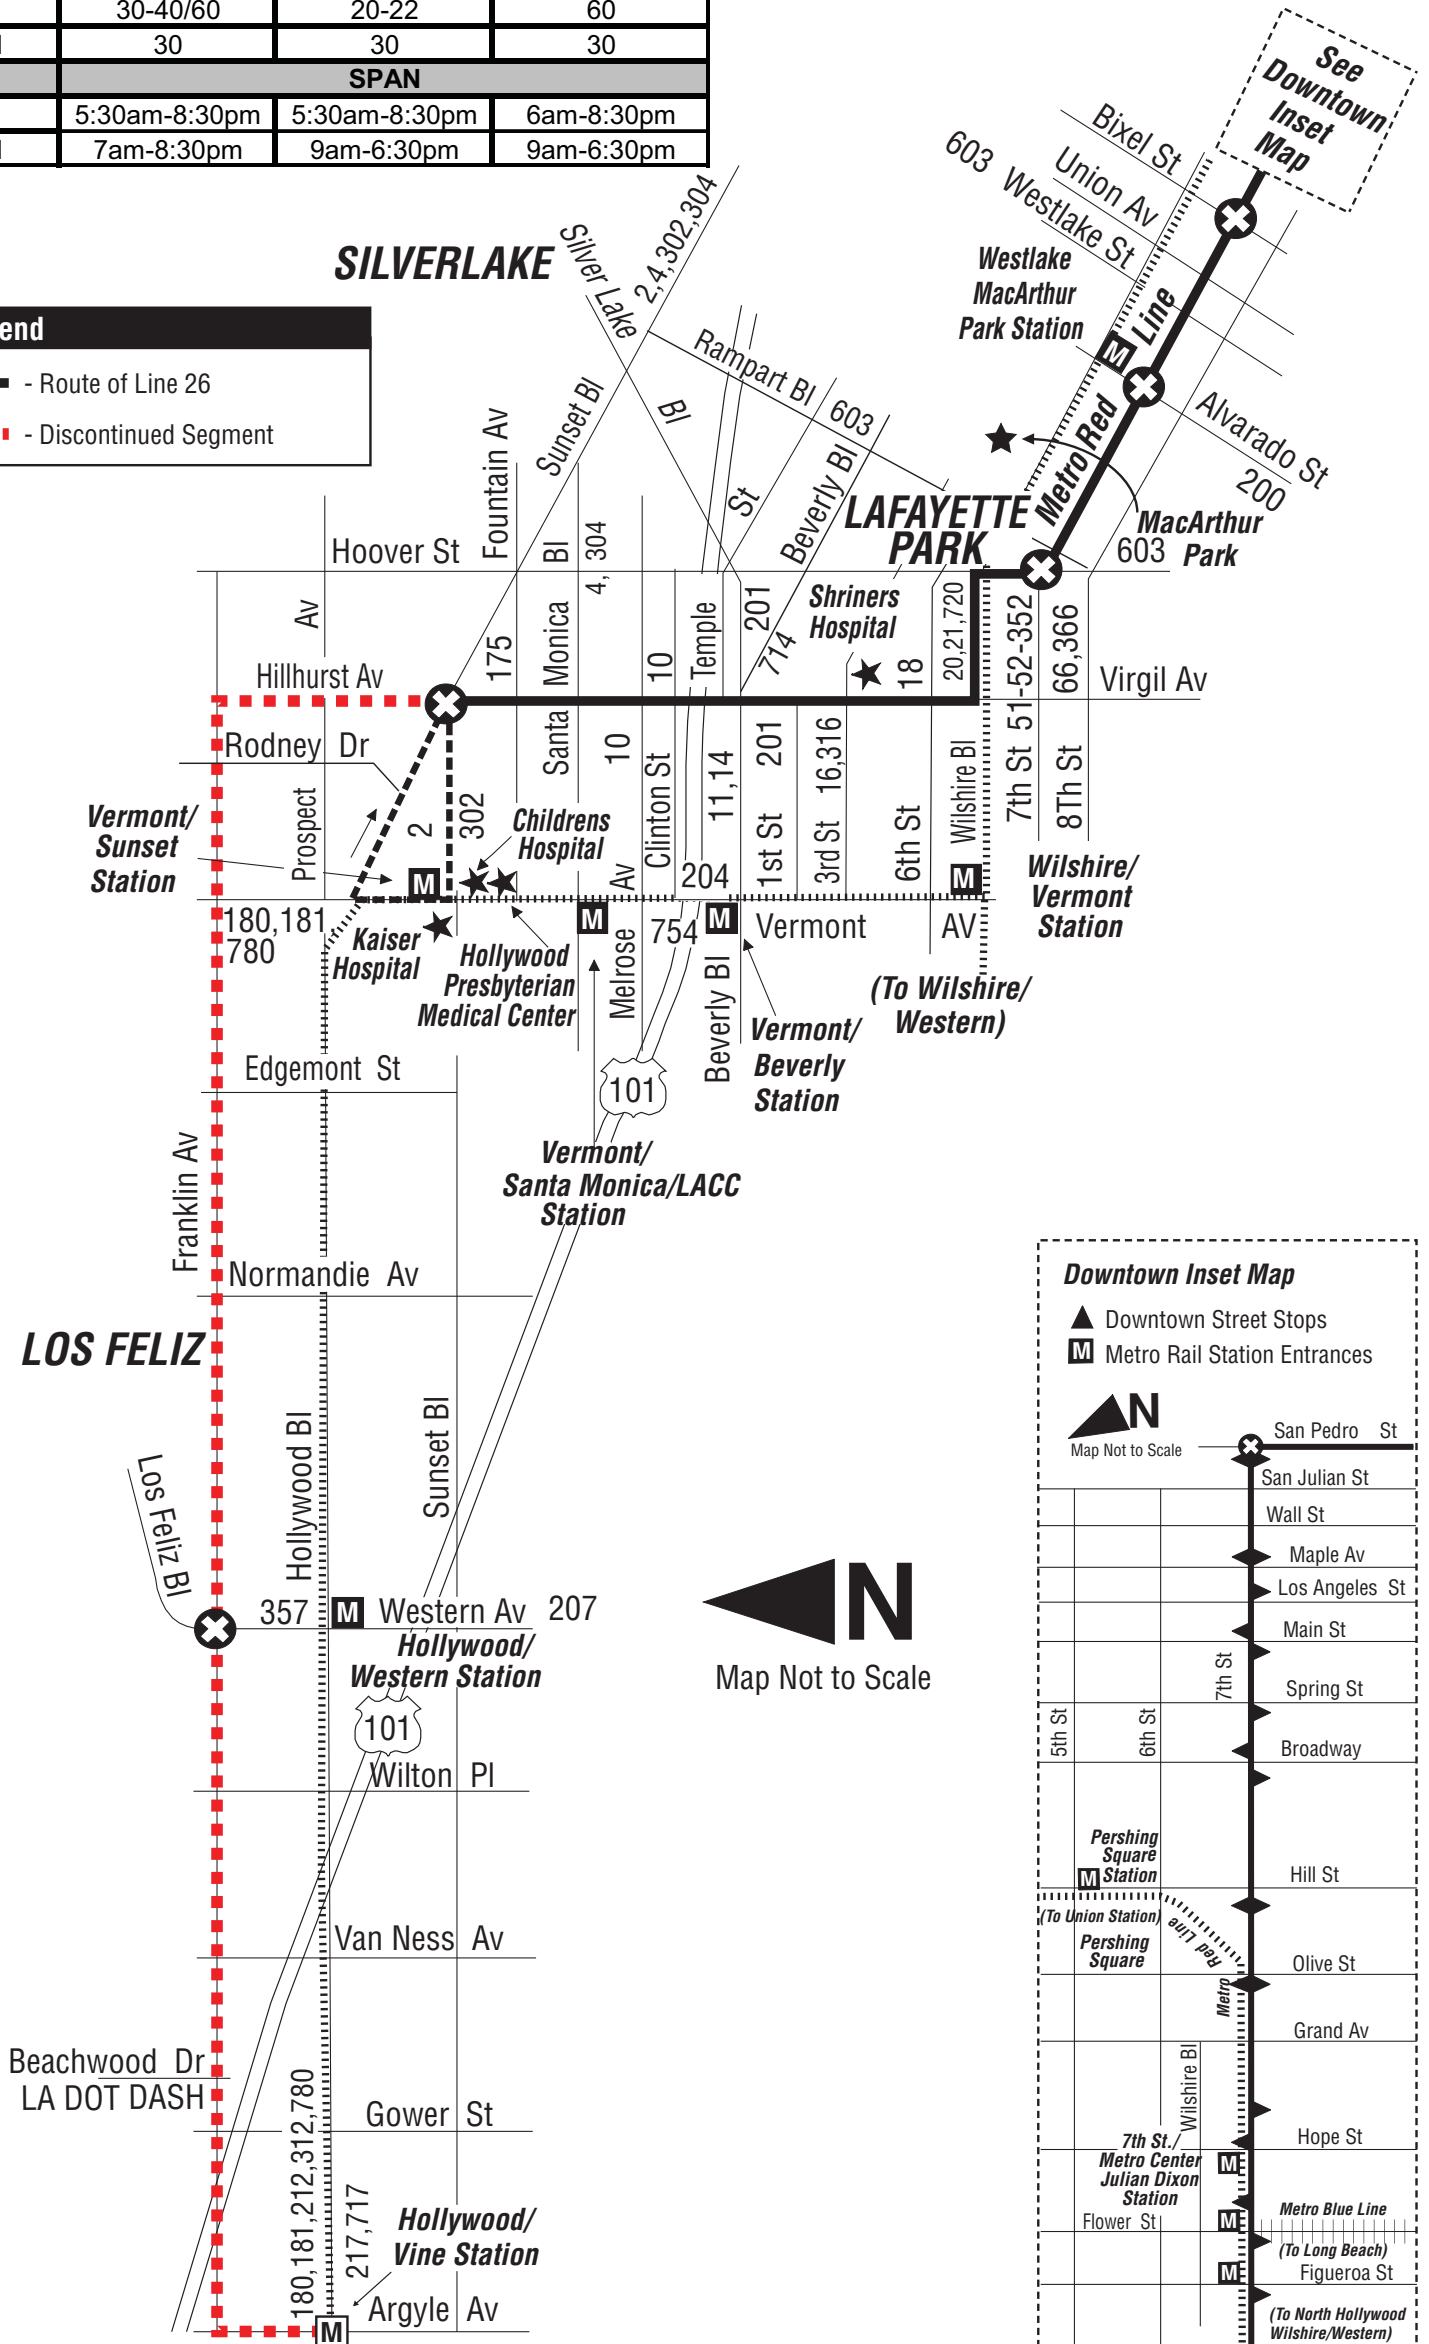 30-40/60 20-22 60
30 30 30
SPAN
5:30am-8:30pm 5:30am-8:30pm 6am-8:30pm
7am-8:30pm 9am-6:30pm 9am-6:30pm
See
Downtown
Inset
Map
Bixel St
Union Av
603 Westlake St
Westlake
MacArthur
Park Station
M
Metro Red Line
Alvarado St
200
MacArthur
Park
SILVERLAKE
Silver Lake
Bl
2,4,302,304
Sunset Bl
Rampart Bl 603
end
- Route of Line 26
- Discontinued Segment
Fountain Av
175
Santa Monica Bl
4, 304
St
Temple
Beverly Bl
LAFAYETTE
PARK
603
Hoover St
Av
Prospect
Hillhurst Av
Rodney Dr
10
10
201
714
Shriners
Hospital
18
20,21,720
7th St 51-52-352
8Th St 66,366
Virgil Av
Vermont/
Sunset
Station
2
302
M
Childrens
Hospital
Clinton St
11,14
1st St 201
3rd St 16,316
6th St
Wilshire Bl
M
Wilshire/
Vermont
Station
204
180,181,
780
Kaiser
Hospital
Hollywood
Presbyterian
Medical Center
M
Melrose Av
754
M
Vermont AV
Beverly Bl
(To Wilshire/
Western)
Vermont/
Beverly
Station
101
Edgemont St
Vermont/
Santa Monica/LACC
Station
Franklin Av
Normandie Av
LOS FELIZ
Hollywood Bl
Sunset Bl
Los Feliz Bl
357 M Western Av 207
Hollywood/
Western Station
N
Map Not to Scale
101
Wilton Pl
Van Ness Av
Beachwood Dr
LA DOT DASH
Gower St
180,181,212,312,780
217,717
Hollywood/
Vine Station
Argyle Av
M
Downtown Inset Map
Downtown Street Stops
M Metro Rail Station Entrances
N
Map Not to Scale
San Pedro St
San Julian St
Wall St
Maple Av
Los Angeles St
Main St
7th St
Spring St
5th St
6th St
Broadway
Pershing
Square
M Station
Hill St
(To Union Station)
Metro Red Line
Pershing
Square
Olive St
Grand Av
Wilshire Bl
Hope St
7th St./
Metro Center
Julian Dixon
Station
M
Metro Blue Line
Flower St
M
(To Long Beach)
M
Figueroa St
(To North Hollywood
Wilshire/Western)